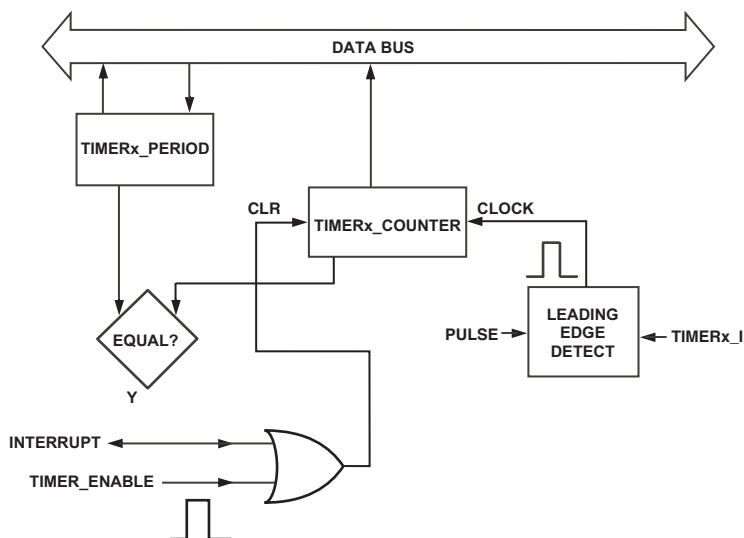 DATA BUS
TIMERx_PERIOD
CLR
TIMERx_COUNTER
CLOCK
EQUAL?
LEADING
EDGE
DETECT
PULSE
TIMERx_I
Y
INTERRUPT
TIMER_ENABLE